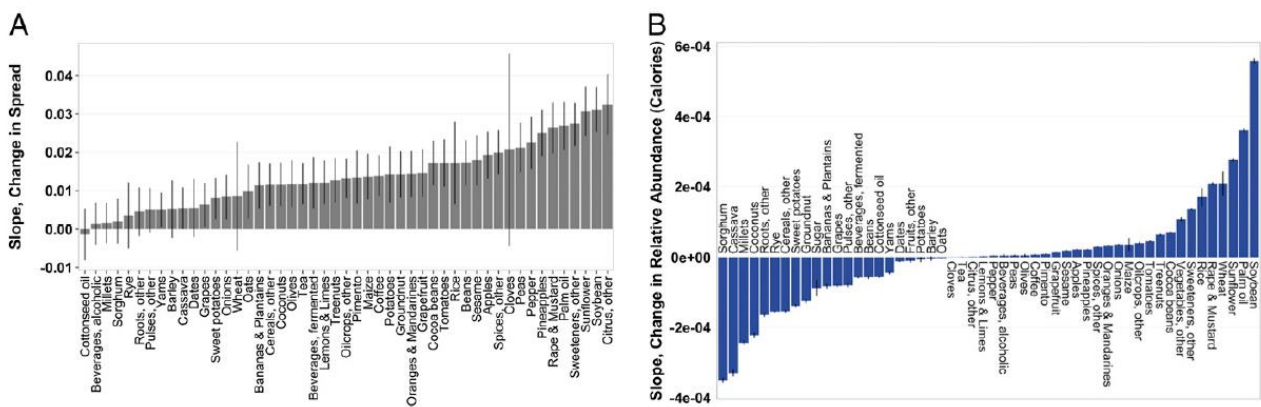 A
Slope, Change in Spread
0.04
0.03
0.02
0.01
0.00
-0.01
Cottonseed oil
Beverages, alcoholic
Millets
Sorghum
Rye
Roots, other
Pulses, other
Yams
Barley
Cassava
Dates
Grapes
Sweet potatoes
Onions
Wheat
Oats
Bananas & Plantains
Cereals, other
Coconuts
Olives
Tea
Beverages, fermented
Lemons & Limes
Treenuts
Oilcrops, other
Pimento
Maize
Coffee
Potatoes
Groundnut
Oranges & Mandarines
Grapefruit
Cocoa beans
Tomatoes
Rice
Beans
Sesame
Apples
Spices, other
Cloves
Peas
Pepper
Pineapples
Rape & Mustard
Palm oil
Sweeteners, other
Sunflower
Soybean
Citrus, other
B
Slope, Change in Relative Abundance (Calories)
6e-04
4e-04
2e-04
0e+00
-2e-04
-4e-04
Sorghum
Cassava
Millets
Coconuts
Roots, other
Rye
Cereals, other
Sweet potatoes
Groundnut
Sugar
Bananas & Plantains
Grapes
Pulses, other
Beverages, fermented
Beans
Cottonseed oil
Yams
Dates
Fruits, other
Potatoes
Barley
Oats
Cloves
Tea
Citrus, other
Lemons & Limes
Pepper
Beverages, alcoholic
Peas
Olives
Coffee
Pimento
Grapefruit
Sesame
Apples
Pineapples
Spices, other
Oranges & Mandarines
Onions
Maize
Oilcrops, other
Tomatoes
Treenuts
Cocoa beans
Vegetables, other
Sweeteners, other
Rice
Rape & Mustard
Wheat
Sunflower
Palm oil
Soybean